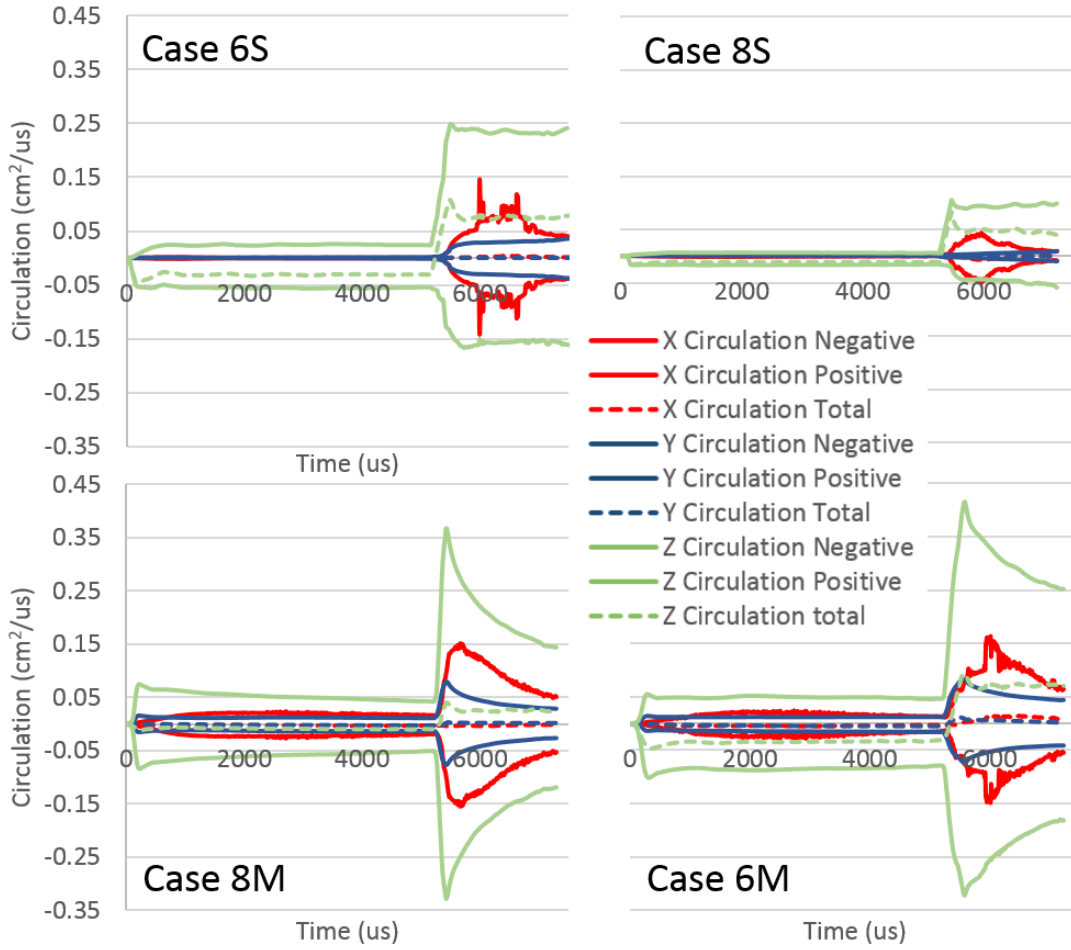 0.45
0.35
0.25
0.15
0.05
-0.05
-0.15
-0.25
-0.35
Circulation (cm²/us)
Case 6S
0 2000 4000 6000
Time (us)
Case 8S
0 2000 4000 6000
X Circulation Negative
X Circulation Positive
X Circulation Total
Y Circulation Negative
Y Circulation Positive
Y Circulation Total
Z Circulation Negative
Z Circulation Positive
Z Circulation total
0.45
0.35
0.25
0.15
0.05
-0.05
-0.15
-0.25
-0.35
Circulation (cm²/us)
0 2000 4000 6000
Case 8M
Time (us)
0 2000 4000 6000
Case 6M
Time (us)